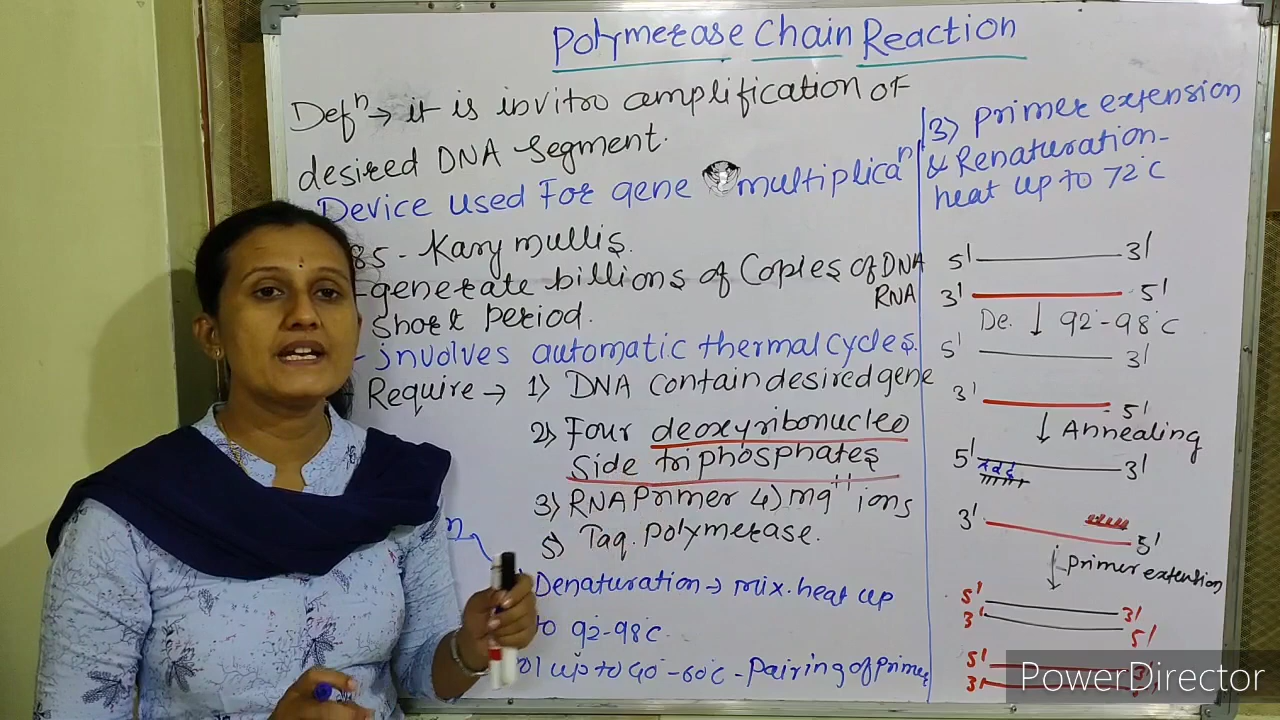 Polymerase Chain Reaction
Defⁿ → it is invitro amplification of
desired DNA segment.
Device used For gene multiplicaⁿ
85 - Kary mullis.
- generate billions of Copies of DNA
RNA
short period.
- involves automatic thermal cycles.
Require → 1) DNA contain desired gene
2) Four deoxyribonucleo
side triphosphates
3) RNA Primer 4) mg⁺⁺ ions
5) Taq. polymerase.
Denaturation → mix. heat up
to 92°-98°C.
ol up to 40°-60°C - Pairing of primer
3) Primer extension
& Renaturation-
heat up to 72°C
5' 3'
3' 5'
De. ↓ 92°-98°C
5' 3'
3' 5'
↓ Annealing
5' 3'
3' 5'
↓ primer extension
5' 3'
3' 5'
5' 3'
3'
PowerDirector